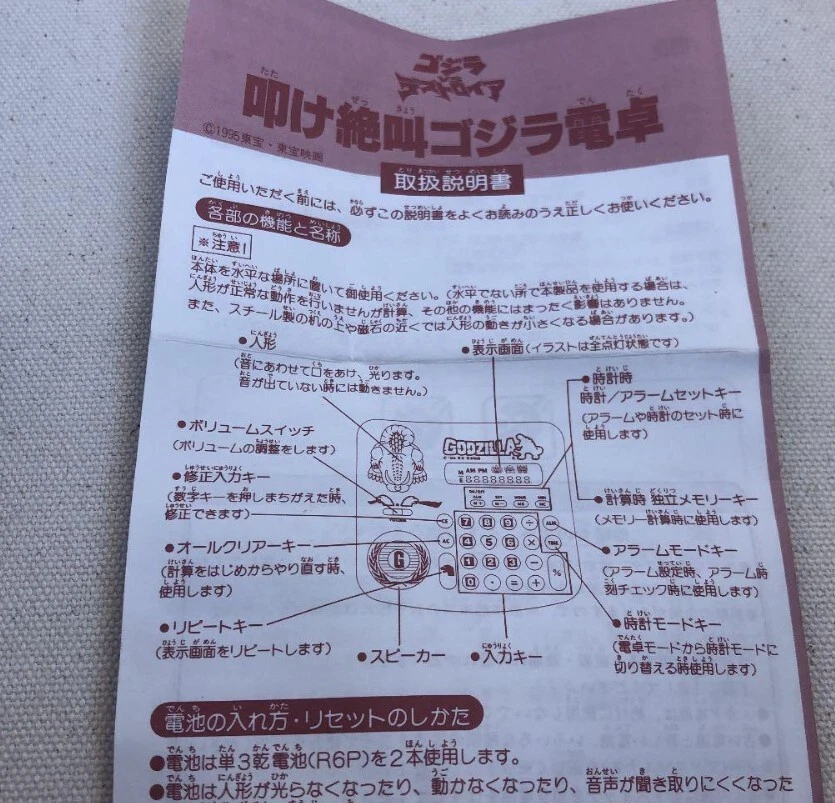 ゴジラ
VS
デストロイア
叩け絶叫ゴジラ電卓
©1995東宝・東宝映画
取扱説明書
ご使用いただく前には、必ずこの説明書をよくお読みのうえ正しくお使いください。
各部の機能と名称
※注意!
本体を水平な場所に置いて御使用ください。(水平でない所で本製品を使用する場合は、
人形が正常な動作を行いませんが計算、その他の機能にはまったく影響はありません。
また、スチール製の机の上や磁石の近くでは人形の動きが小さくなる場合があります。)
●人形
(音にあわせて口をあけ、光ります。
音が出ていない時には動きません。)
●表示画面(イラストは全点灯状態です)
●時計時
時計/アラームセットキー
(アラームや時計のセット時に
使用します)
●ボリュームスイッチ
(ボリュームの調整をします)
●修正入力キー
(数字キーを押しまちがえた時、
修正できます)
●計算時 独立メモリーキー
(メモリー計算時に使用します)
●オールクリアーキー
(計算をはじめからやり直す時、
使用します)
●アラームモードキー
(アラーム設定時、アラーム時
刻チェック時に使用します)
●リピートキー
(表示画面をリピートします)
●スピーカー
●入力キー
●時計モードキー
(電卓モードから時計モードに
切り替える時使用します)
GODZILLA
M AM PM
E 88888888
7 8 9 ÷
4 5 6 ×
1 2 3 −
0 · = +
%
CE
AC
G
電池の入れ方・リセットのしかた
●電池は単3乾電池(R6P)を2本使用します。
●電池は人形が光らなくなったり、動かなくなったり、音声が聞き取りにくくなった